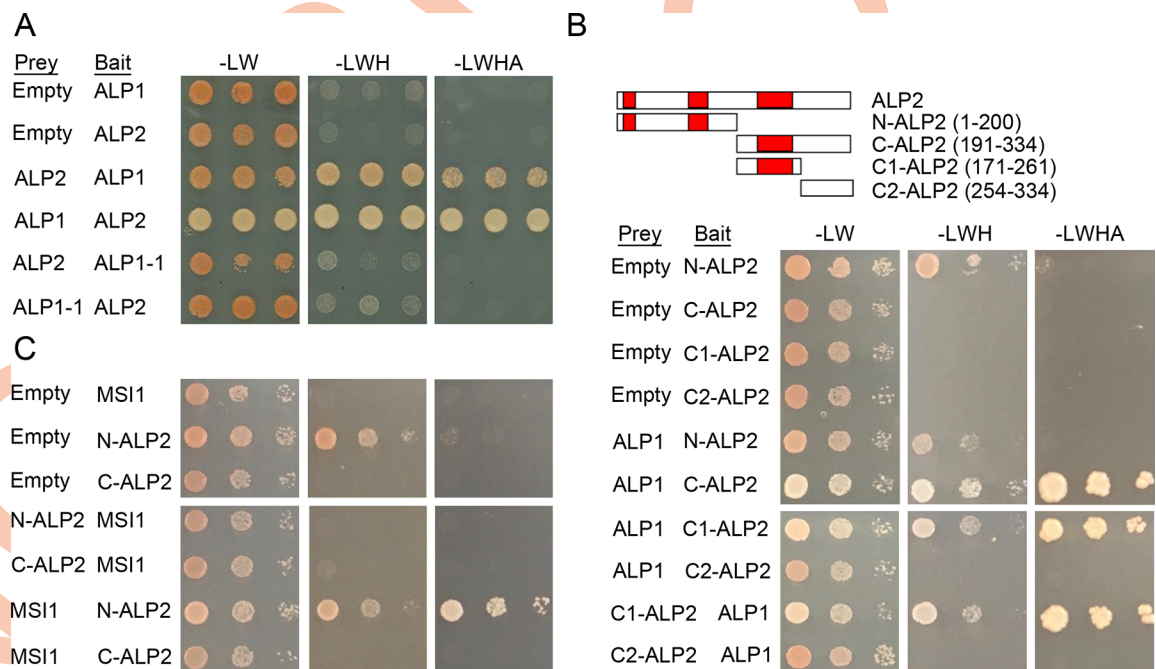 A
Prey Bait -LW -LWH -LWHA
Empty ALP1
Empty ALP2
ALP2 ALP1
ALP1 ALP2
ALP2 ALP1-1
ALP1-1 ALP2
B
ALP2
N-ALP2 (1-200)
C-ALP2 (191-334)
C1-ALP2 (171-261)
C2-ALP2 (254-334)
Prey Bait -LW -LWH -LWHA
Empty N-ALP2
Empty C-ALP2
Empty C1-ALP2
Empty C2-ALP2
ALP1 N-ALP2
ALP1 C-ALP2
ALP1 C1-ALP2
ALP1 C2-ALP2
C1-ALP2 ALP1
C2-ALP2 ALP1
C
Empty MSI1
Empty N-ALP2
Empty C-ALP2
N-ALP2 MSI1
C-ALP2 MSI1
MSI1 N-ALP2
MSI1 C-ALP2